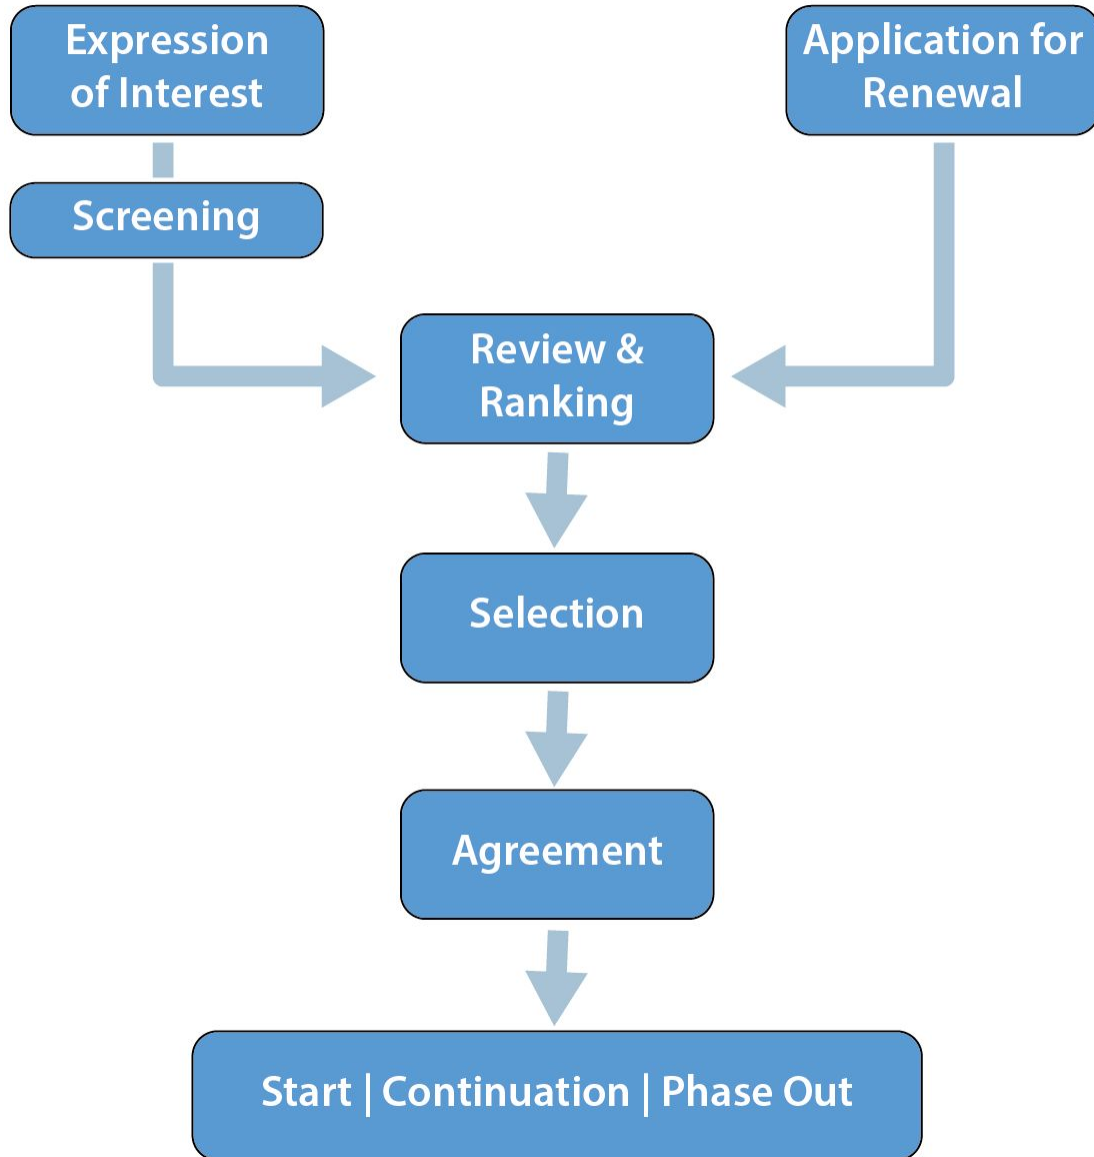 Expression
of Interest
Application for
Renewal
Screening
Review &
Ranking
Selection
Agreement
Start | Continuation | Phase Out